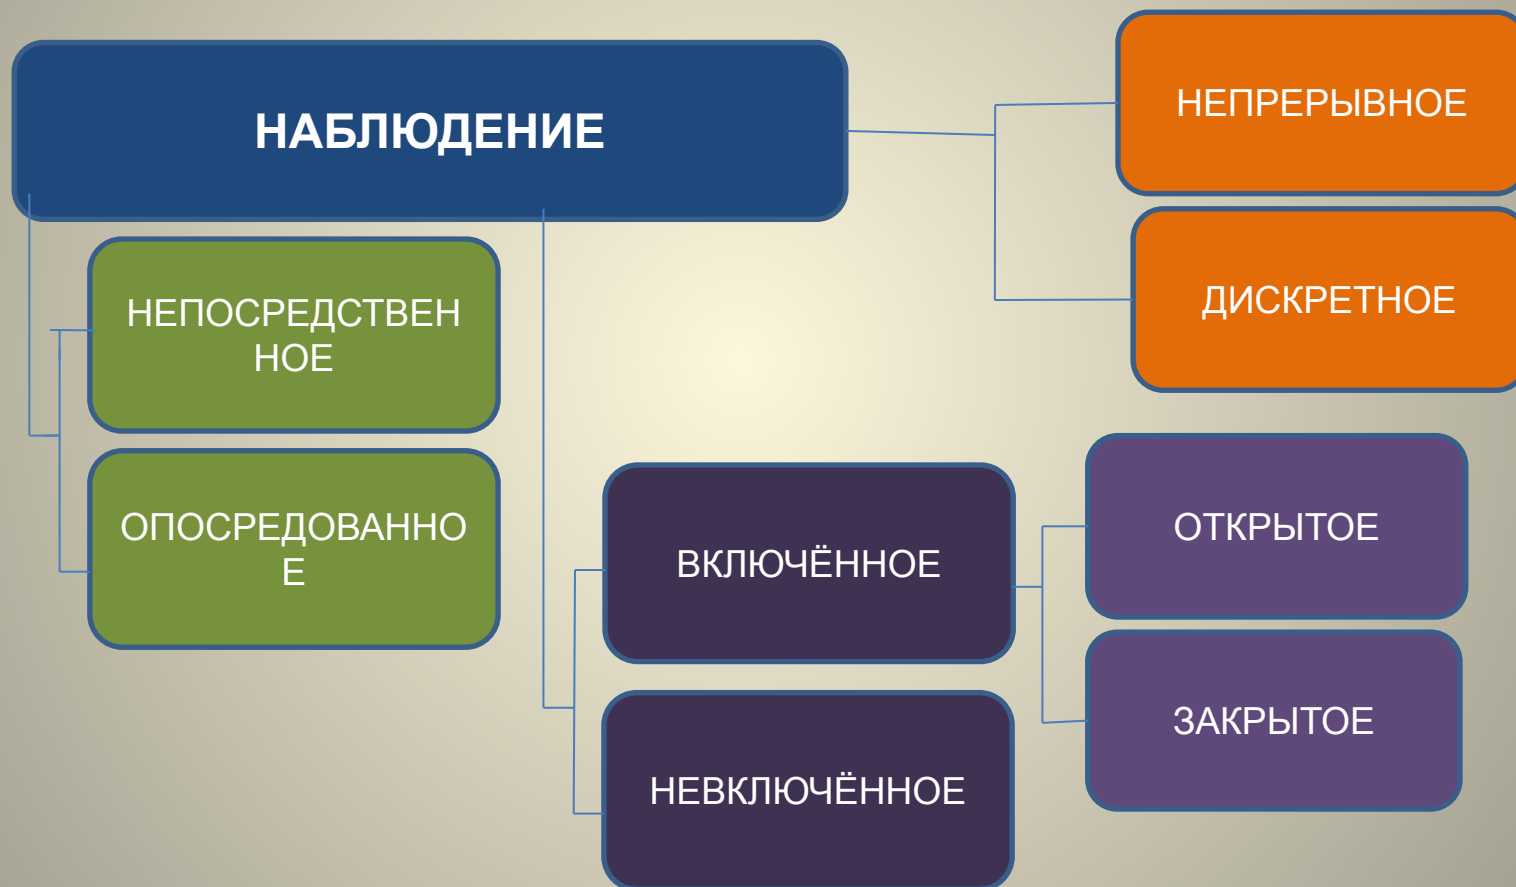 НАБЛЮДЕНИЕ
НЕПРЕРЫВНОЕ
ДИСКРЕТНОЕ
НЕПОСРЕДСТВЕН
НОЕ
ОПОСРЕДОВАННО
Е
ВКЛЮЧЁННОЕ
НЕВКЛЮЧЁННОЕ
ОТКРЫТОЕ
ЗАКРЫТОЕ